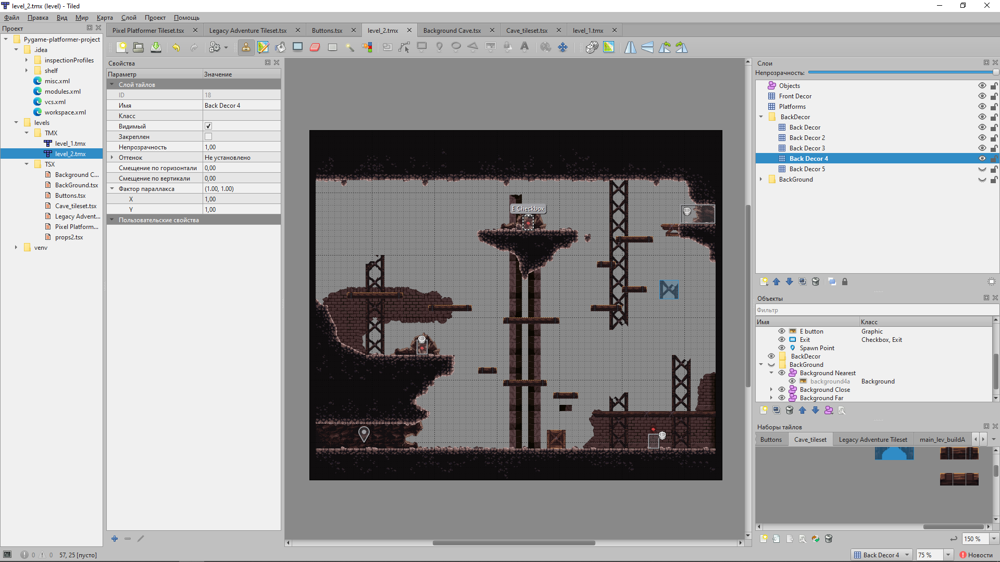 level_2.tmx (level) - Tiled
Файл Правка Вид Мир Карта Слой Проект Помощь
Проект
Pygame-platformer-project
.idea
inspectionProfiles
shelf
misc.xml
modules.xml
vcs.xml
workspace.xml
levels
TMX
level_1.tmx
level_2.tmx
TSX
Background C...
BackGround.tsx
Buttons.tsx
Cave_tileset.tsx
Legacy Advent...
Pixel Platform...
props2.tsx
venv
Pixel Platformer Tileset.tsx Legacy Adventure Tileset.tsx Buttons.tsx level_2.tmx Background Cave.tsx Cave_tileset.tsx level_1.tmx
Свойства
Параметр Значение
Слой тайлов
ID 18
Имя Back Decor 4
Класс
Видимый
Закреплен
Непрозрачность 1,00
Оттенок Не установлено
Смещение по горизонтали 0,00
Смещение по вертикали 0,00
Фактор параллакса (1.00, 1.00)
X 1,00
Y 1,00
Пользовательские свойства
E Checkbox
E
E
E
Слои
Непрозрачность:
Objects
Front Decor
Platforms
BackDecor
Back Decor
Back Decor 2
Back Decor 3
Back Decor 4
Back Decor 5
BackGround
Объекты
Фильтр
Имя Класс
E button Graphic
Exit Checkbox, Exit
Spawn Point
BackDecor
BackGround
Background Nearest
background4a Background
Background Close
Background Far
Наборы тайлов
Buttons Cave_tileset Legacy Adventure Tileset main_lev_buildA
150 %
0 0 57, 25 [пусто]
Back Decor 4 75 % Новости